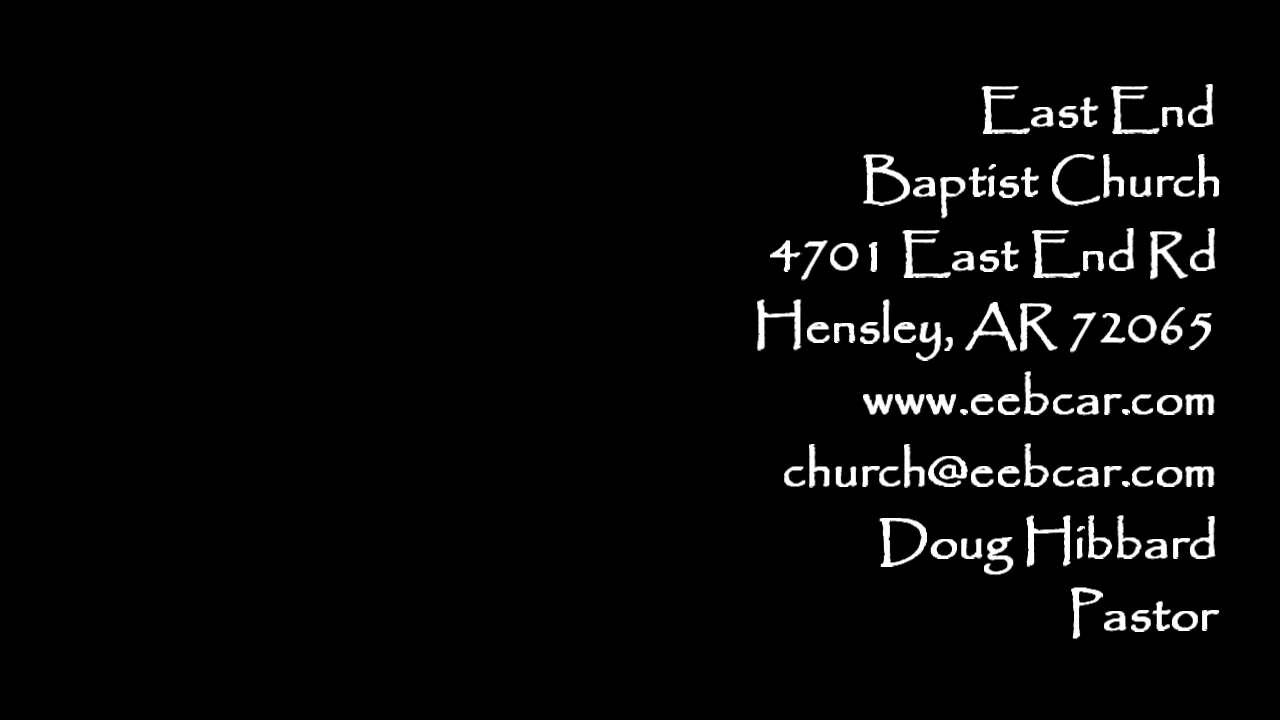 East End
Baptist Church
4701 East End Rd
Hensley, AR 72065
www.eebcar.com
church@eebcar.com
Doug Hibbard
Pastor